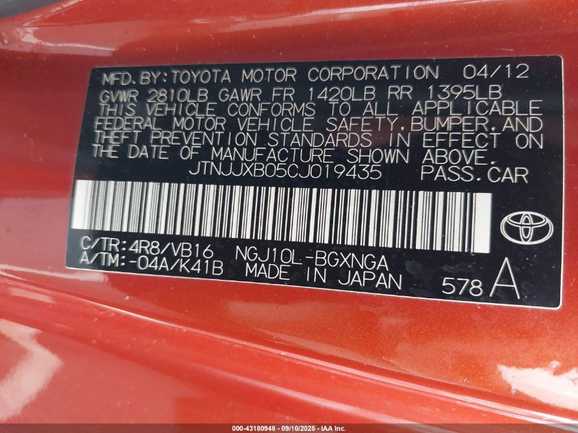 MFD. BY: TOYOTA MOTOR CORPORATION 04/12
GVWR 2810LB GAWR FR 1420LB RR 1395LB
THIS VEHICLE CONFORMS TO ALL APPLICABLE
FEDERAL MOTOR VEHICLE SAFETY, BUMPER, AND
THEFT PREVENTION STANDARDS IN EFFECT ON
THE DATE OF MANUFACTURE SHOWN ABOVE.
JTNJJXB05CJ019435 PASS. CAR
C/TR: 4R8/VB16 NGJ10L-BGXNGA
A/TM: -04A/K41B MADE IN JAPAN 578 A
TOYOTA
000-43180948 - 09/10/2025 - IAA Inc.